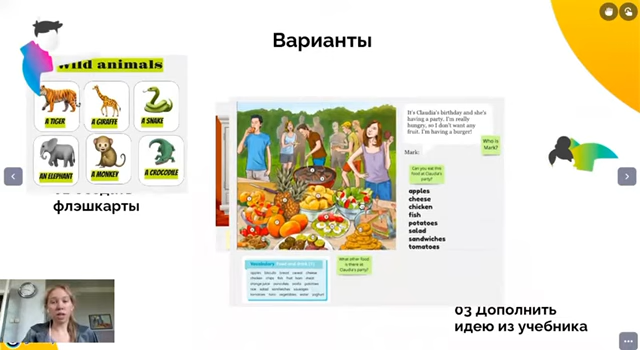 Варианты
Wild animals
A TIGER
A GIRAFFE
A SNAKE
AN ELEPHANT
A MONKEY
A CROCODILE
флэшкарты
It's Claudia's birthday and she's
having a party. I'm really
hungry, so I don't want any
fruit. I'm having a burger!
Who is
Mark?
Mark:
Can you eat this
food at Claudia's
party?
apples
cheese
chicken
fish
potatoes
salad
sandwiches
tomatoes
Vocabulary
What other food
is there at
Claudia's party?
03 Дополнить
идею из учебника